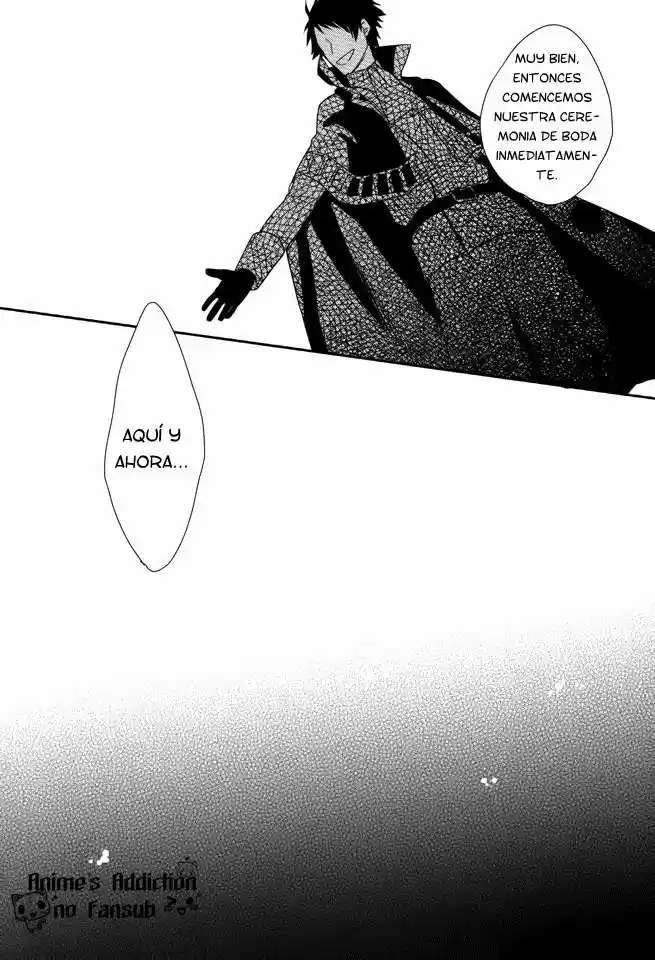 MUY BIEN,
ENTONCES
COMENCEMOS
NUESTRA CERE-
MONIA DE BODA
INMEDIATAMEN-
TE.
AQUÍ Y
AHORA...
Anime's Addiction
no Fansub